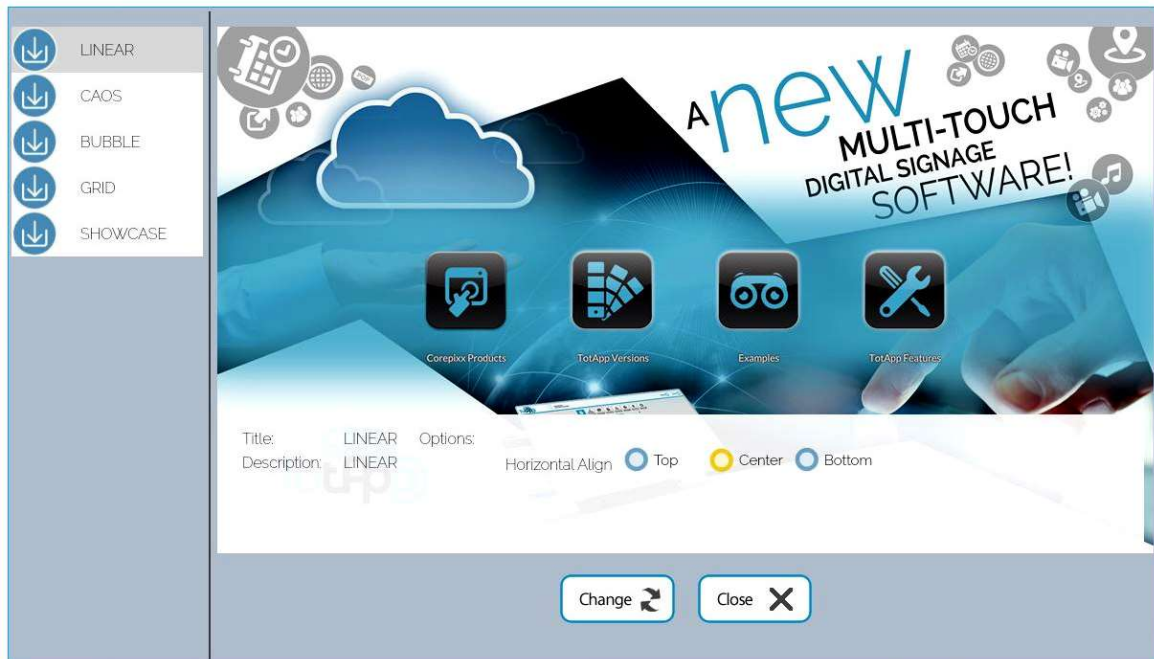 LINEAR
CAOS
BUBBLE
GRID
SHOWCASE
PDF
A new
MULTI-TOUCH
DIGITAL SIGNAGE
SOFTWARE!
Corepixx Products
TotApp Versions
Examples
TotApp Features
Title: LINEAR Options:
Description: LINEAR
Horizontal Align Top Center Bottom
Change
Close